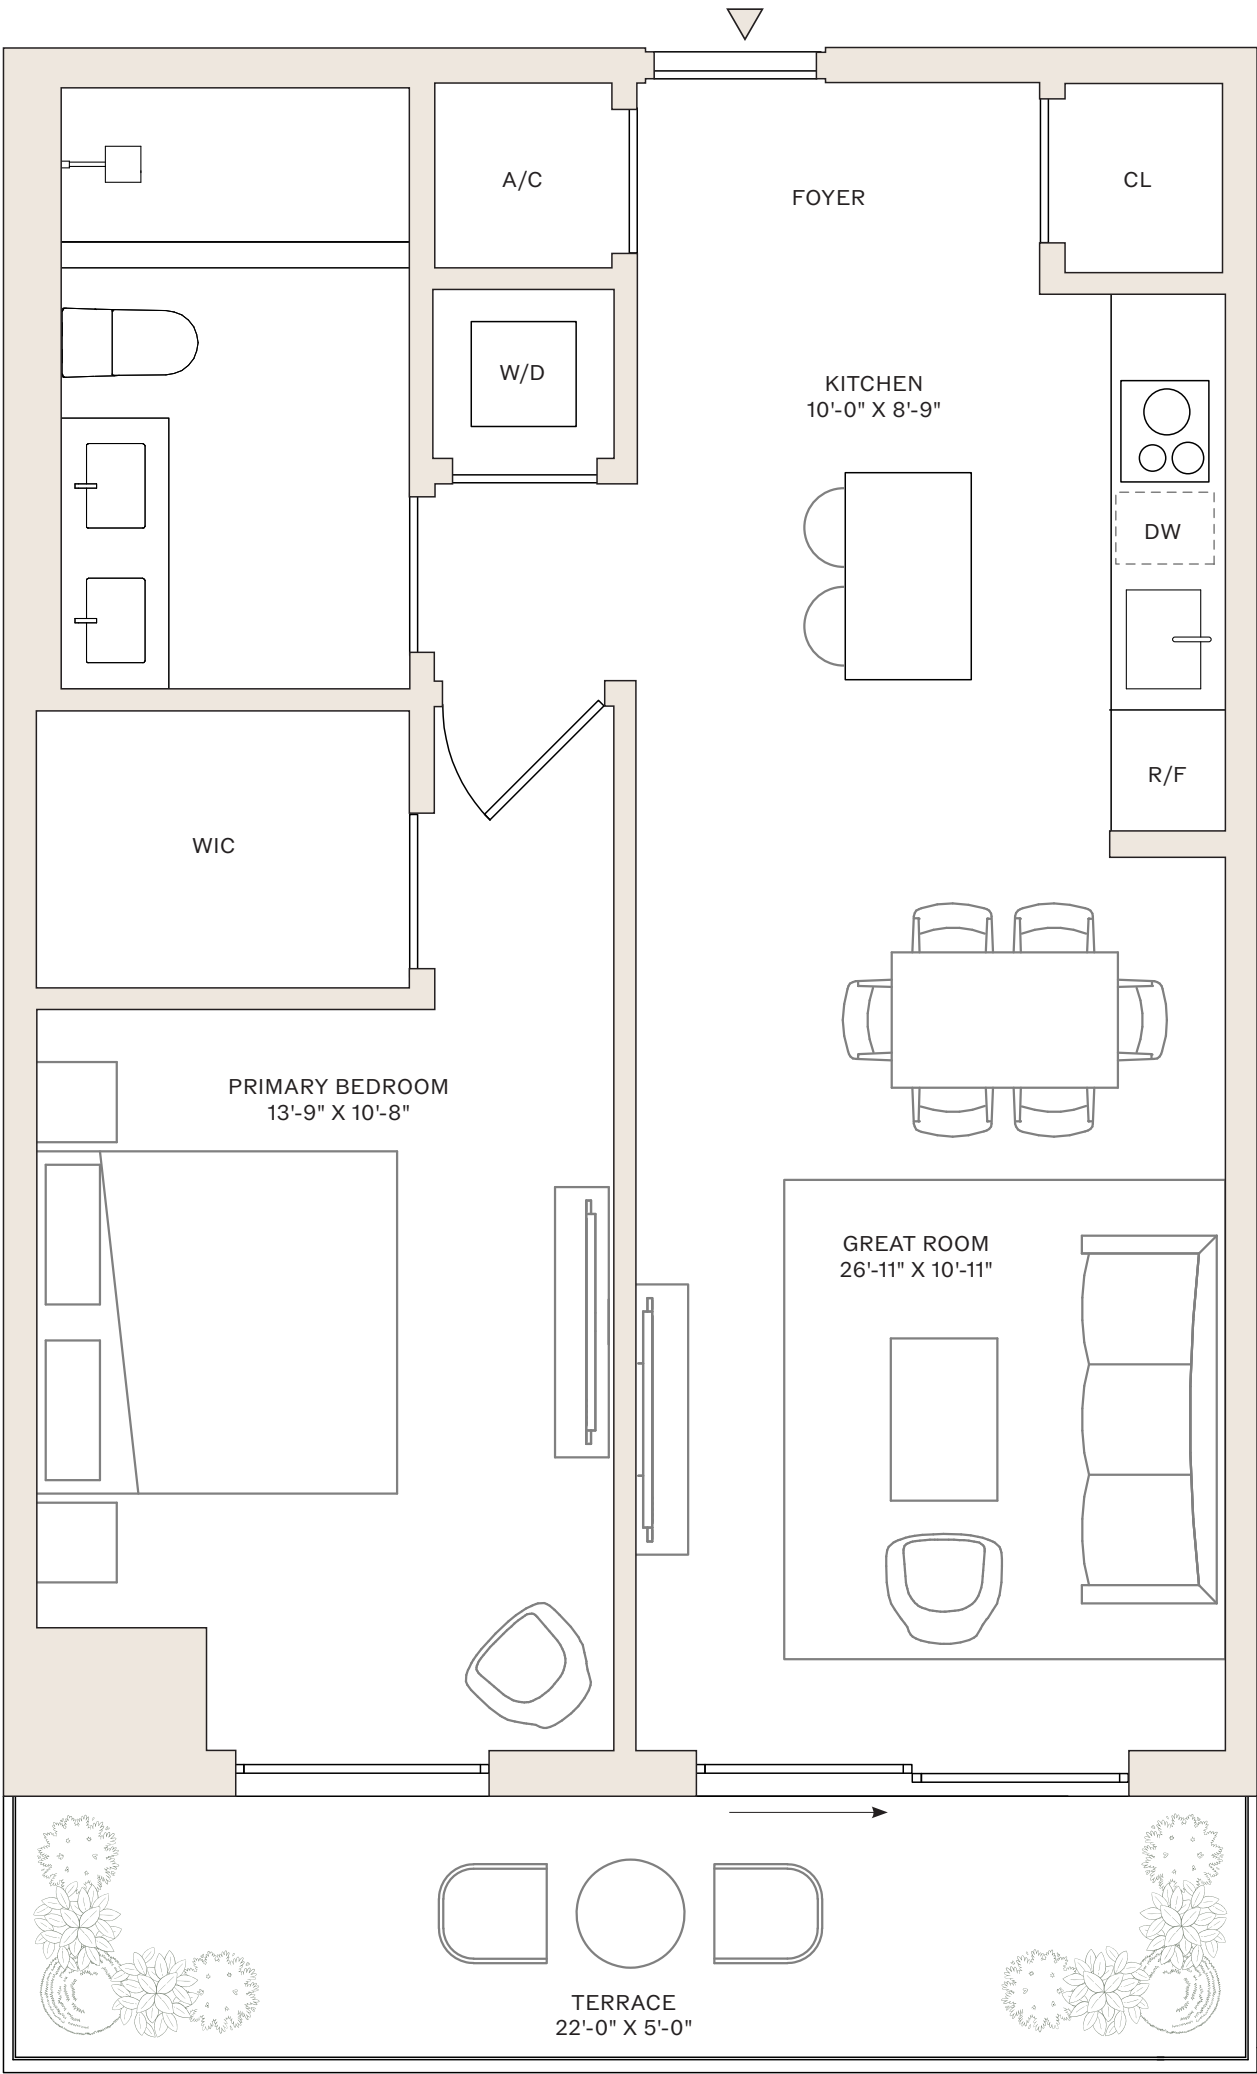 A/C
FOYER
CL
W/D
KITCHEN
10'-0" X 8'-9"
DW
R/F
WIC
PRIMARY BEDROOM
13'-9" X 10'-8"
GREAT ROOM
26'-11" X 10'-11"
TERRACE
22'-0" X 5'-0"